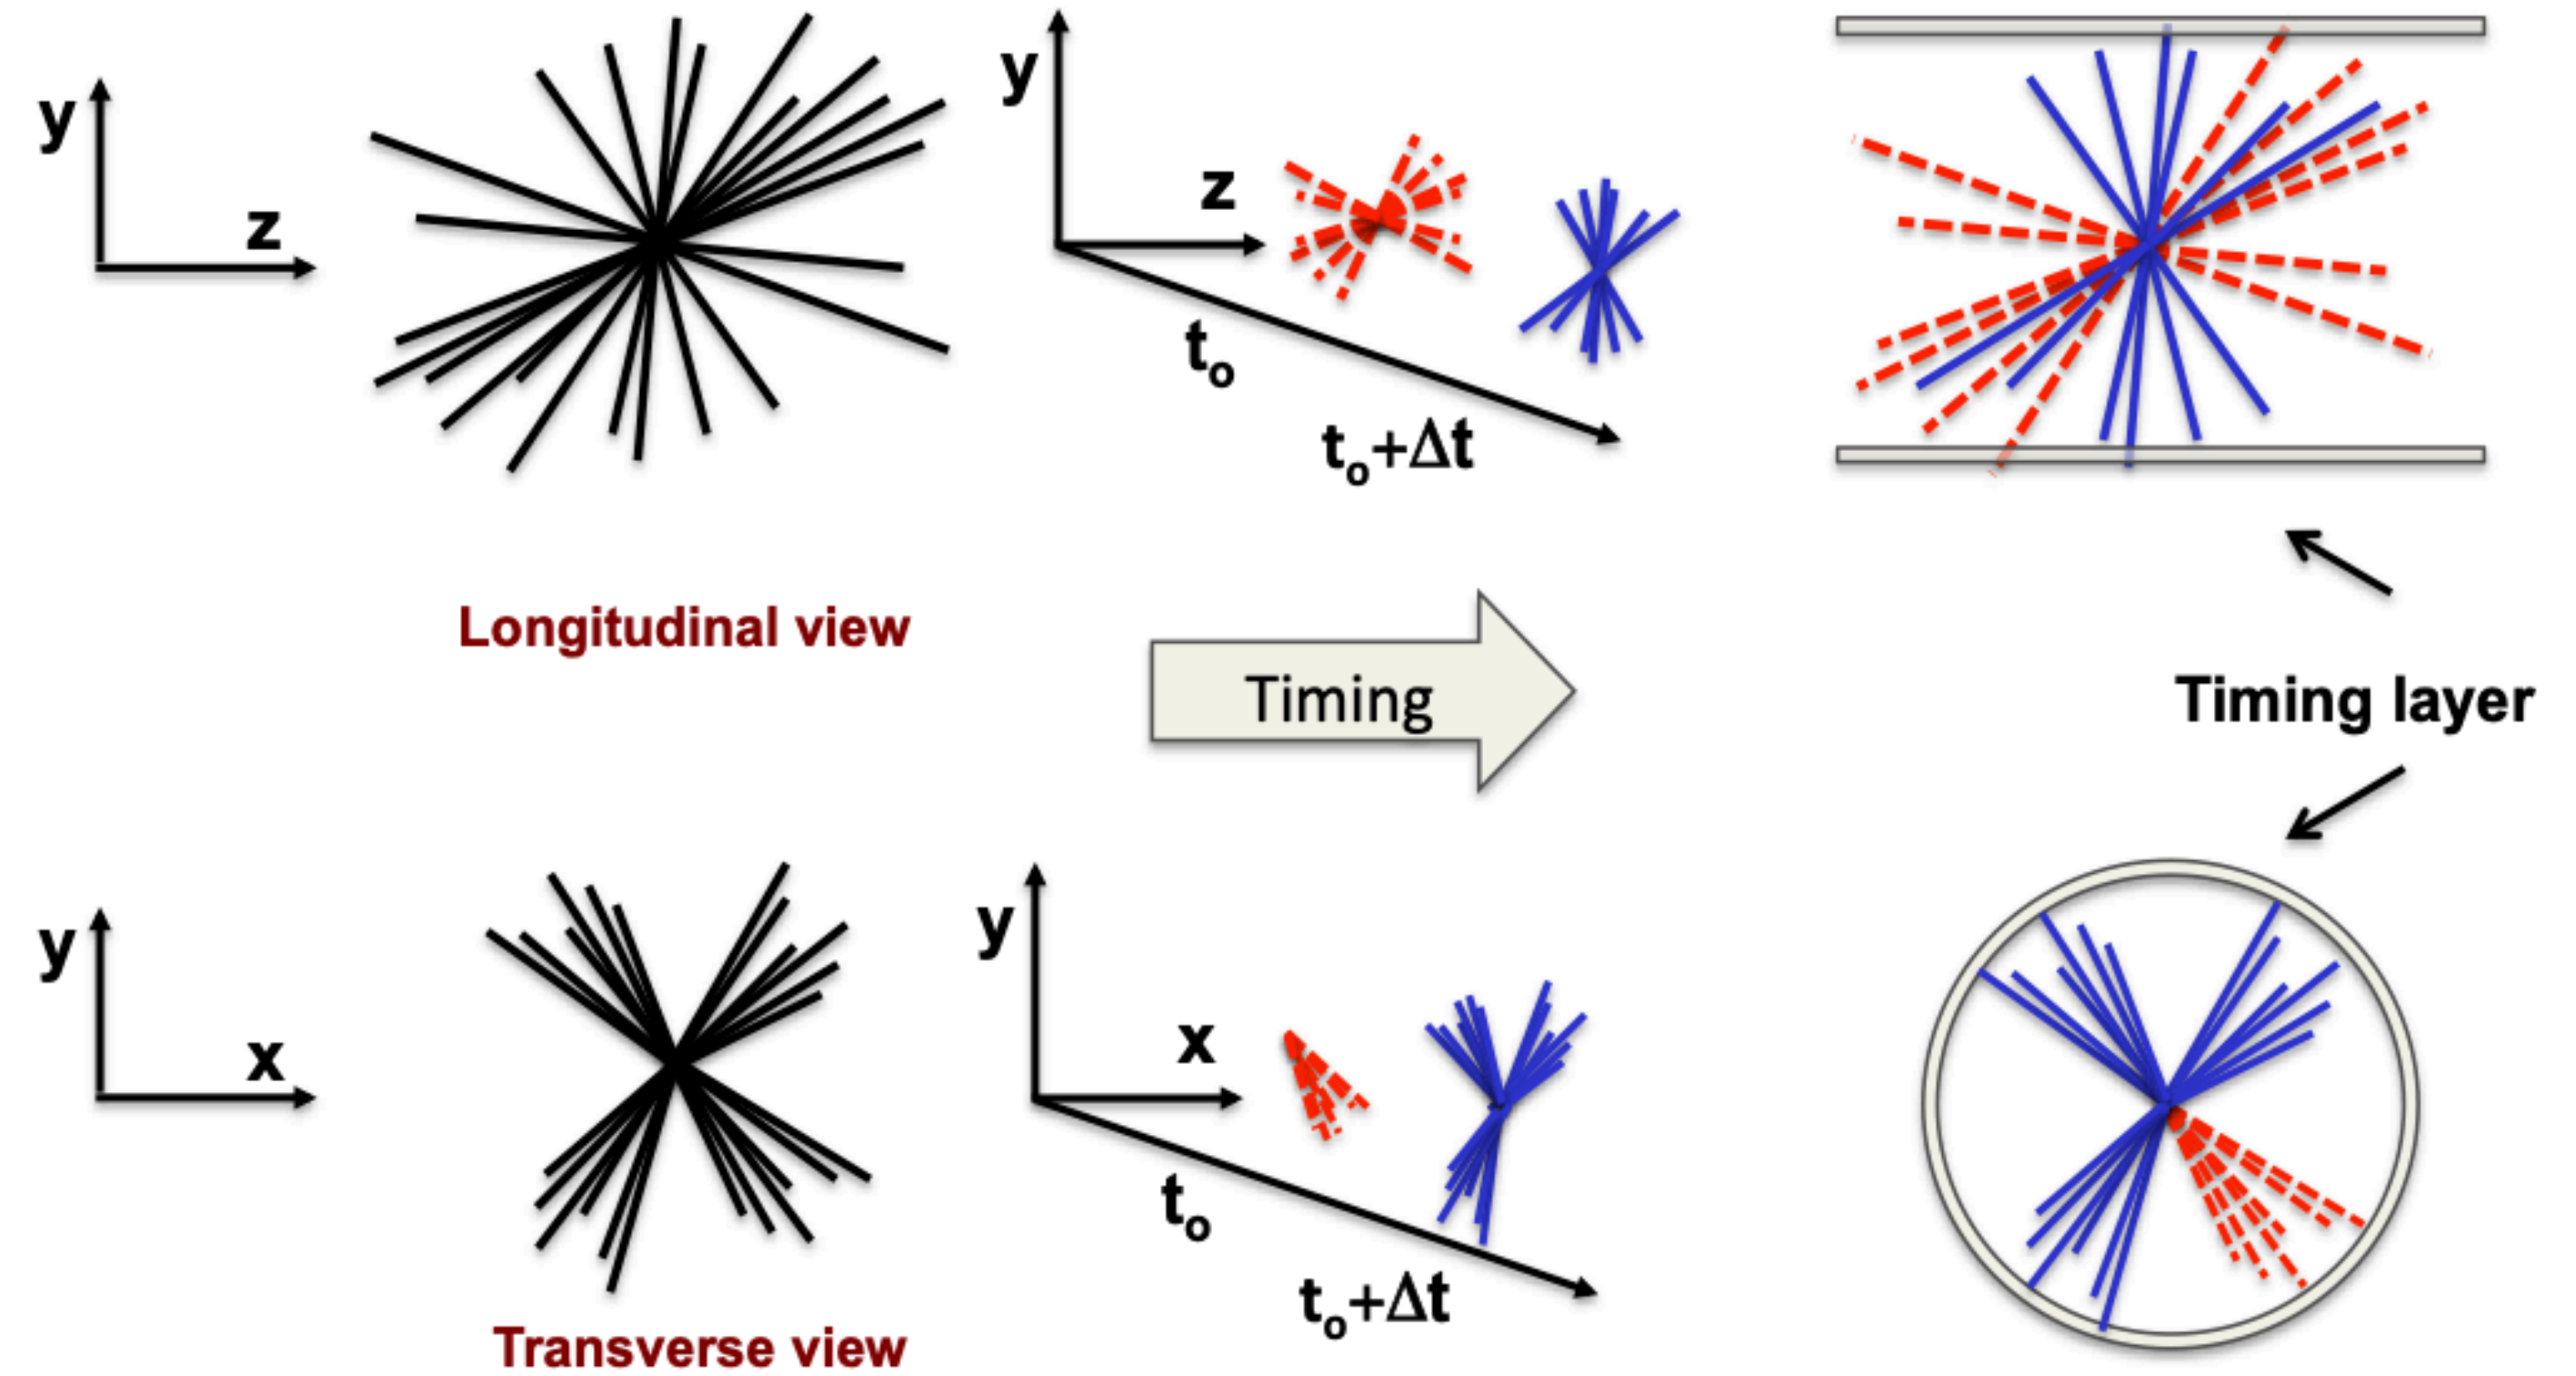 y
z
y
z
t₀
t₀+Δt
Longitudinal view
Timing
Timing layer
y
x
y
x
t₀
t₀+Δt
Transverse view